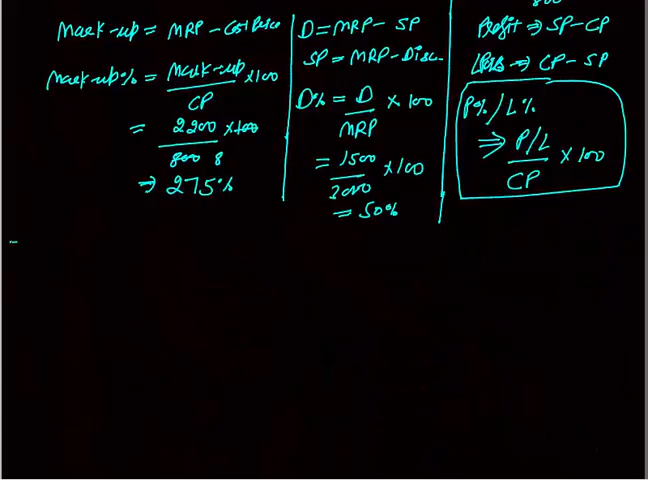 Mark-up = MRP - Cost Price
Mark-up% = Mark-up/CP × 100
= 2200/800 8 × 100
⇒ 275%
D = MRP - SP
SP = MRP - Disc.
D% = D/MRP × 100
= 1500/3000 × 100
= 50%
Profit ⇒ SP - CP
Loss ⇒ CP - SP
P% / L%
⇒ P/L/CP × 100